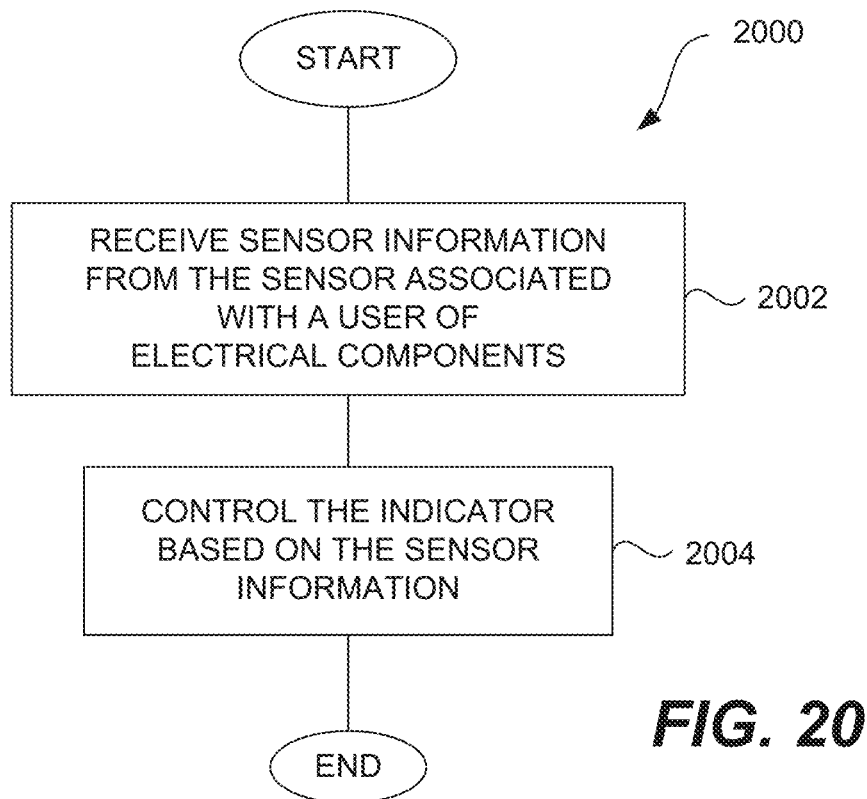 START
2000
RECEIVE SENSOR INFORMATION
FROM THE SENSOR ASSOCIATED
WITH A USER OF
ELECTRICAL COMPONENTS
2002
CONTROL THE INDICATOR
BASED ON THE SENSOR
INFORMATION
2004
END
FIG. 20